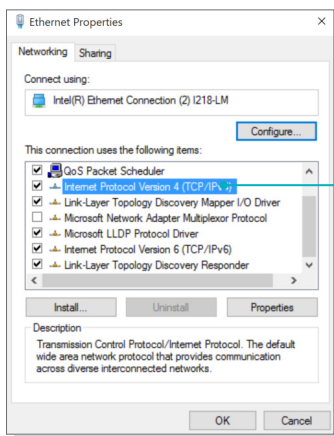 Ethernet Properties
Networking Sharing
Connect using:
Intel(R) Ethernet Connection (2) I218-LM
Configure...
This connection uses the following items:
QoS Packet Scheduler
Internet Protocol Version 4 (TCP/IPv4)
Link-Layer Topology Discovery Mapper I/O Driver
Microsoft Network Adapter Multiplexor Protocol
Microsoft LLDP Protocol Driver
Internet Protocol Version 6 (TCP/IPv6)
Link-Layer Topology Discovery Responder
Install... Uninstall Properties
Description
Transmission Control Protocol/Internet Protocol. The default
wide area network protocol that provides communication
across diverse interconnected networks.
OK Cancel